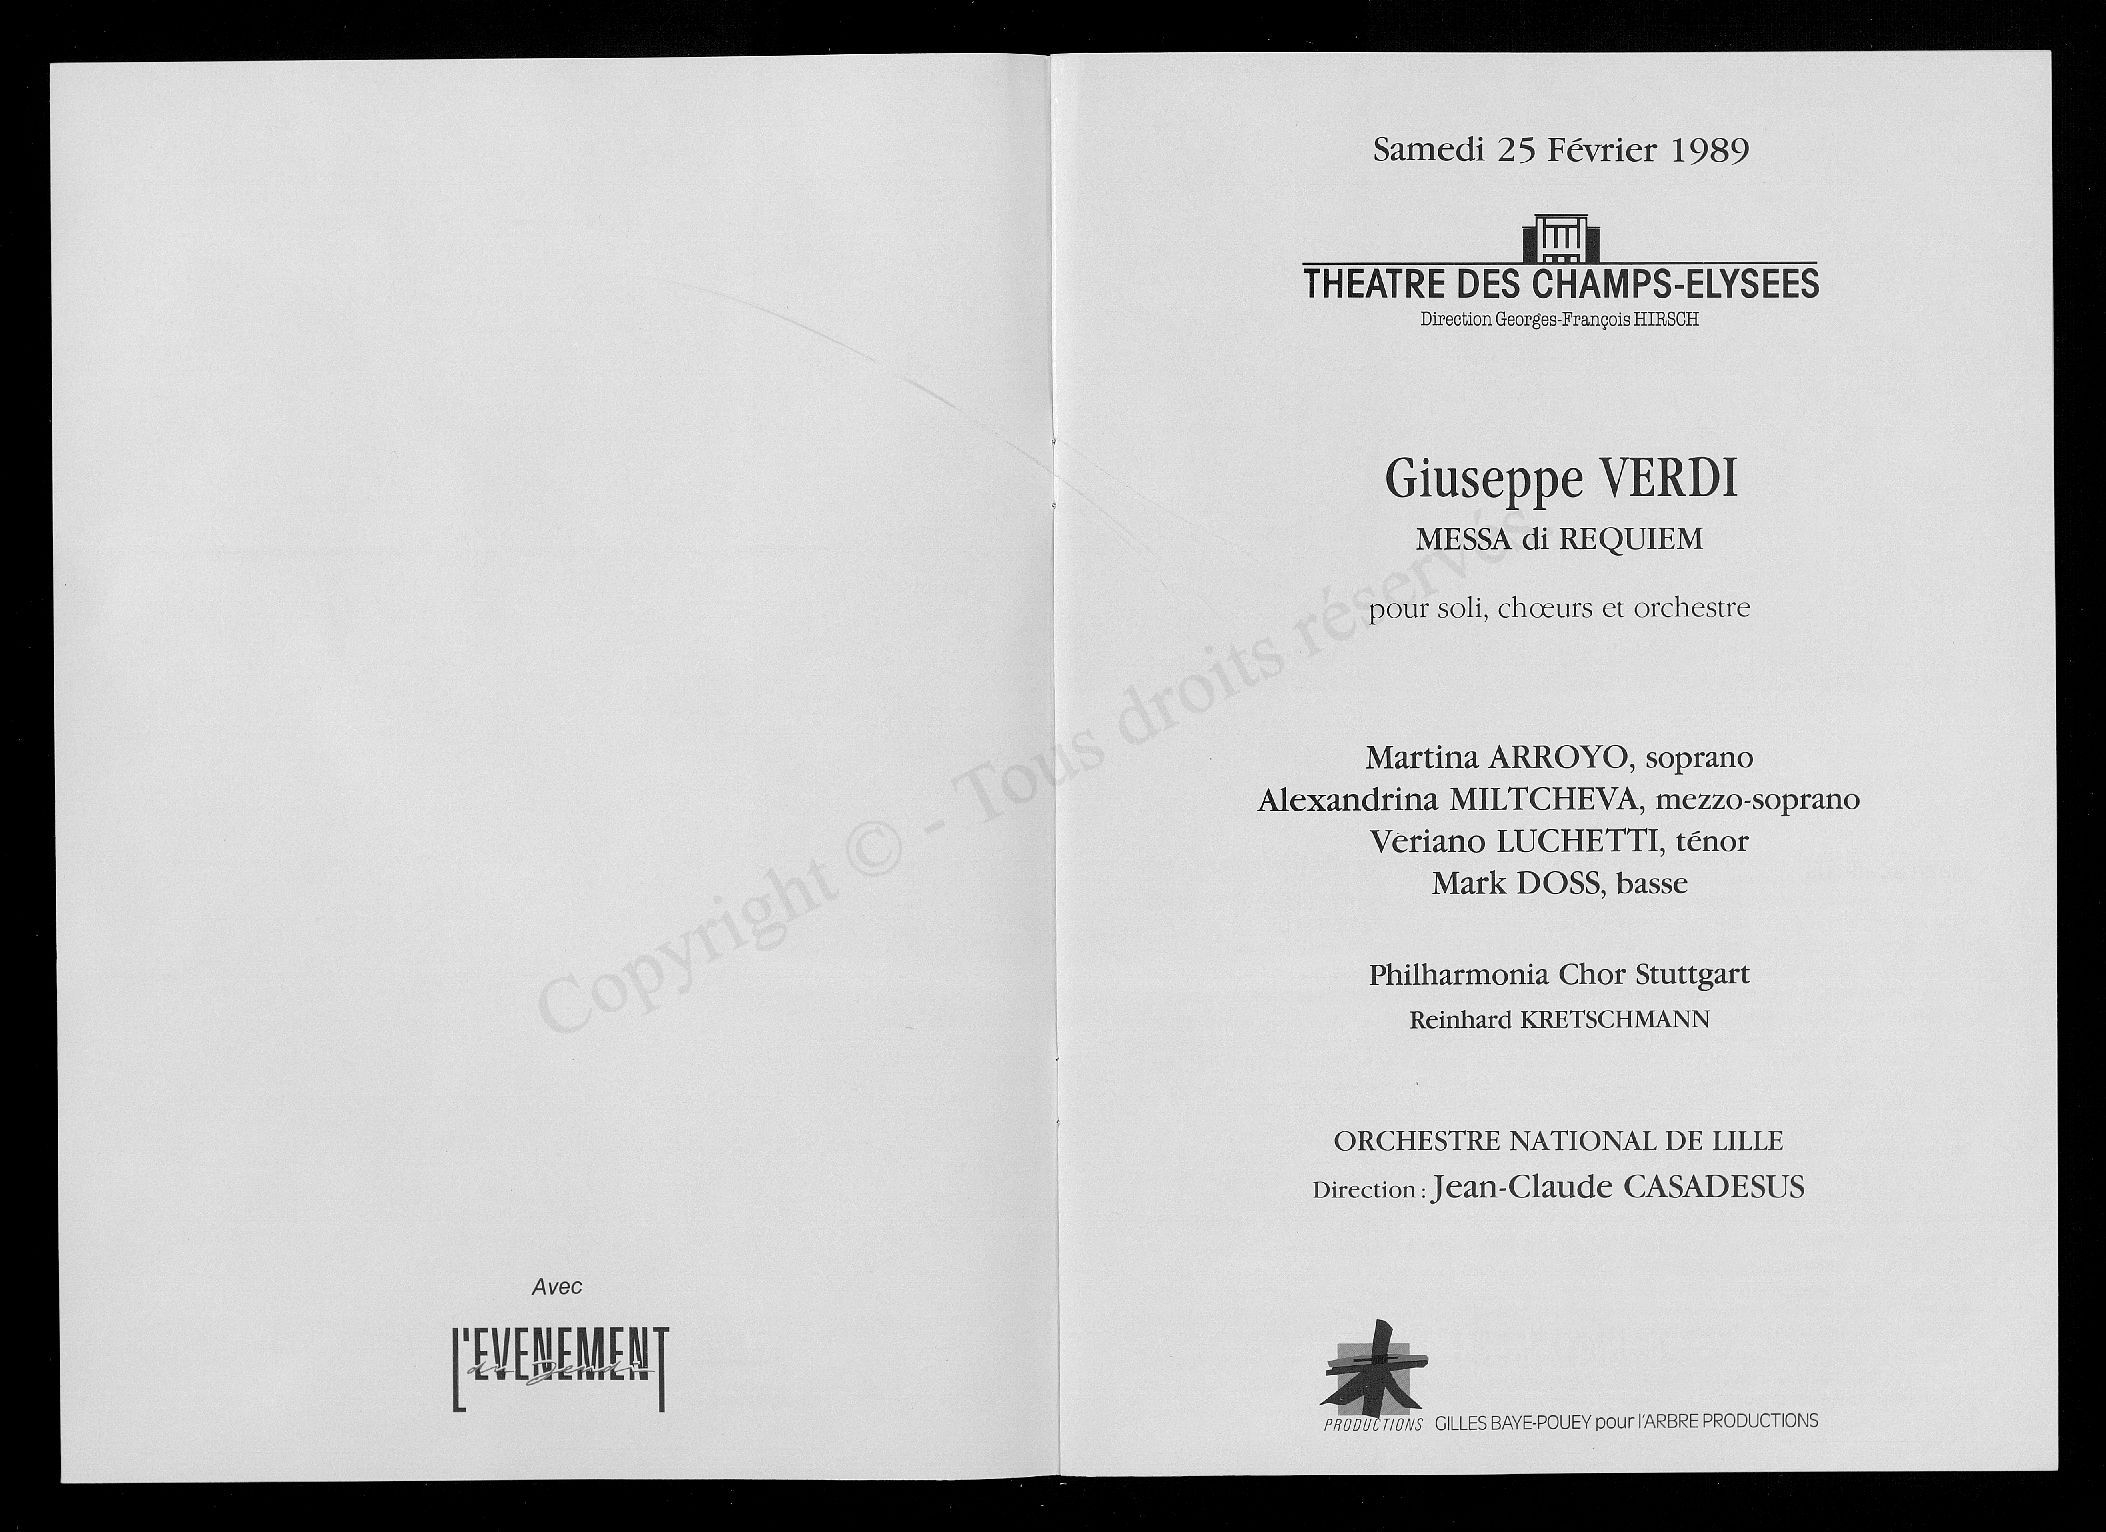 Avec
L'EVENEMENT
du Jeudi
Samedi 25 Février 1989
THEATRE DES CHAMPS-ELYSEES
Direction Georges-François HIRSCH
Giuseppe VERDI
MESSA di REQUIEM
pour soli, chœurs et orchestre
Martina ARROYO, soprano
Alexandrina MILTCHEVA, mezzo-soprano
Veriano LUCHETTI, ténor
Mark DOSS, basse
Philharmonia Chor Stuttgart
Reinhard KRETSCHMANN
ORCHESTRE NATIONAL DE LILLE
Direction : Jean-Claude CASADESUS
PRODUCTIONS GILLES BAYE-POUEY pour l'ARBRE PRODUCTIONS
Copyright © - Tous droits réservés